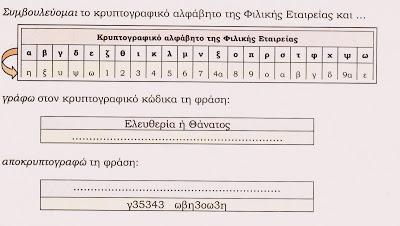 Συμβουλεύομαι το κρυπτογραφικό αλφάβητο της Φιλικής Εταιρείας και ...
Κρυπτογραφικό αλφάβητο της Φιλικής Εταιρείας
α β γ δ ε ζ θ ι κ λ μ ν ξ ο π ρ σ τ φ χ ψ ω
η ξ υ ψ ω 1 2 3 4 5 6 7 4α 8 9 ο α β γ δ 9α ε
γράφω στον κρυπτογραφικό κώδικα τη φράση:
Ελευθερία ή Θάνατος
..........................................................
αποκρυπτογραφώ τη φράση:
..........................................................
γ35343 ωβη3οω3η